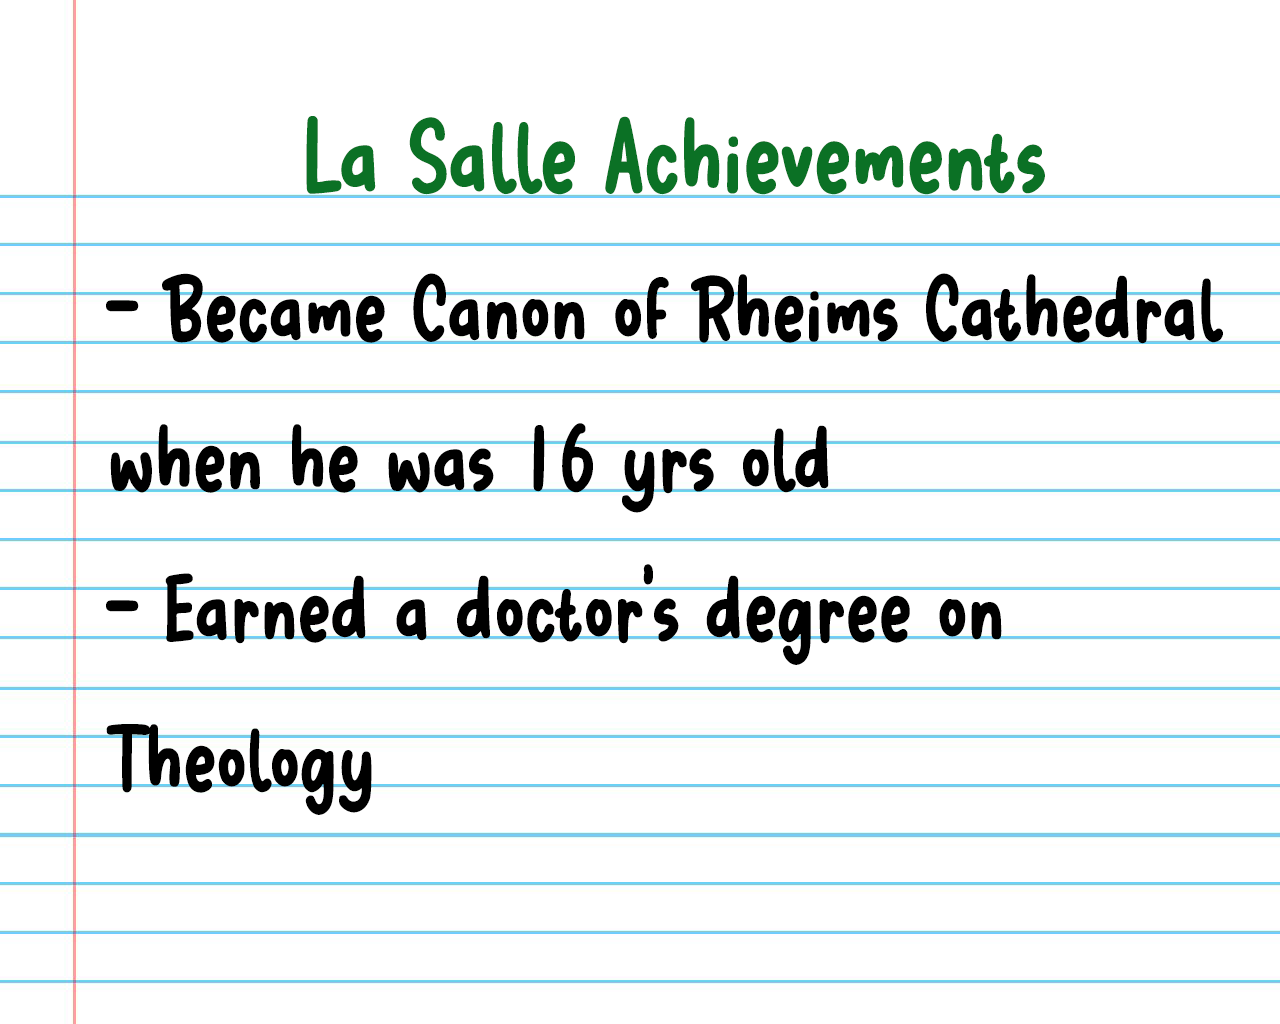 La Salle Achievements
- Became Canon of Rheims Cathedral
when he was 16 yrs old
- Earned a doctor's degree on
Theology